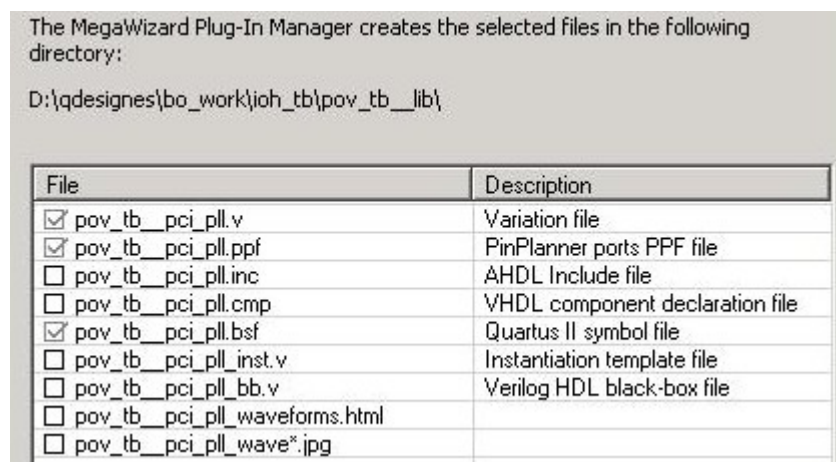 The MegaWizard Plug-In Manager creates the selected files in the following
directory:
D:\qdesignes\bo_work\ioh_tb\pov_tb__lib\
File Description
pov_tb__pci_pll.v Variation file
pov_tb__pci_pll.ppf PinPlanner ports PPF file
pov_tb__pci_pll.inc AHDL Include file
pov_tb__pci_pll.cmp VHDL component declaration file
pov_tb__pci_pll.bsf Quartus II symbol file
pov_tb__pci_pll_inst.v Instantiation template file
pov_tb__pci_pll_bb.v Verilog HDL black-box file
pov_tb__pci_pll_waveforms.html
pov_tb__pci_pll_wave*.jpg